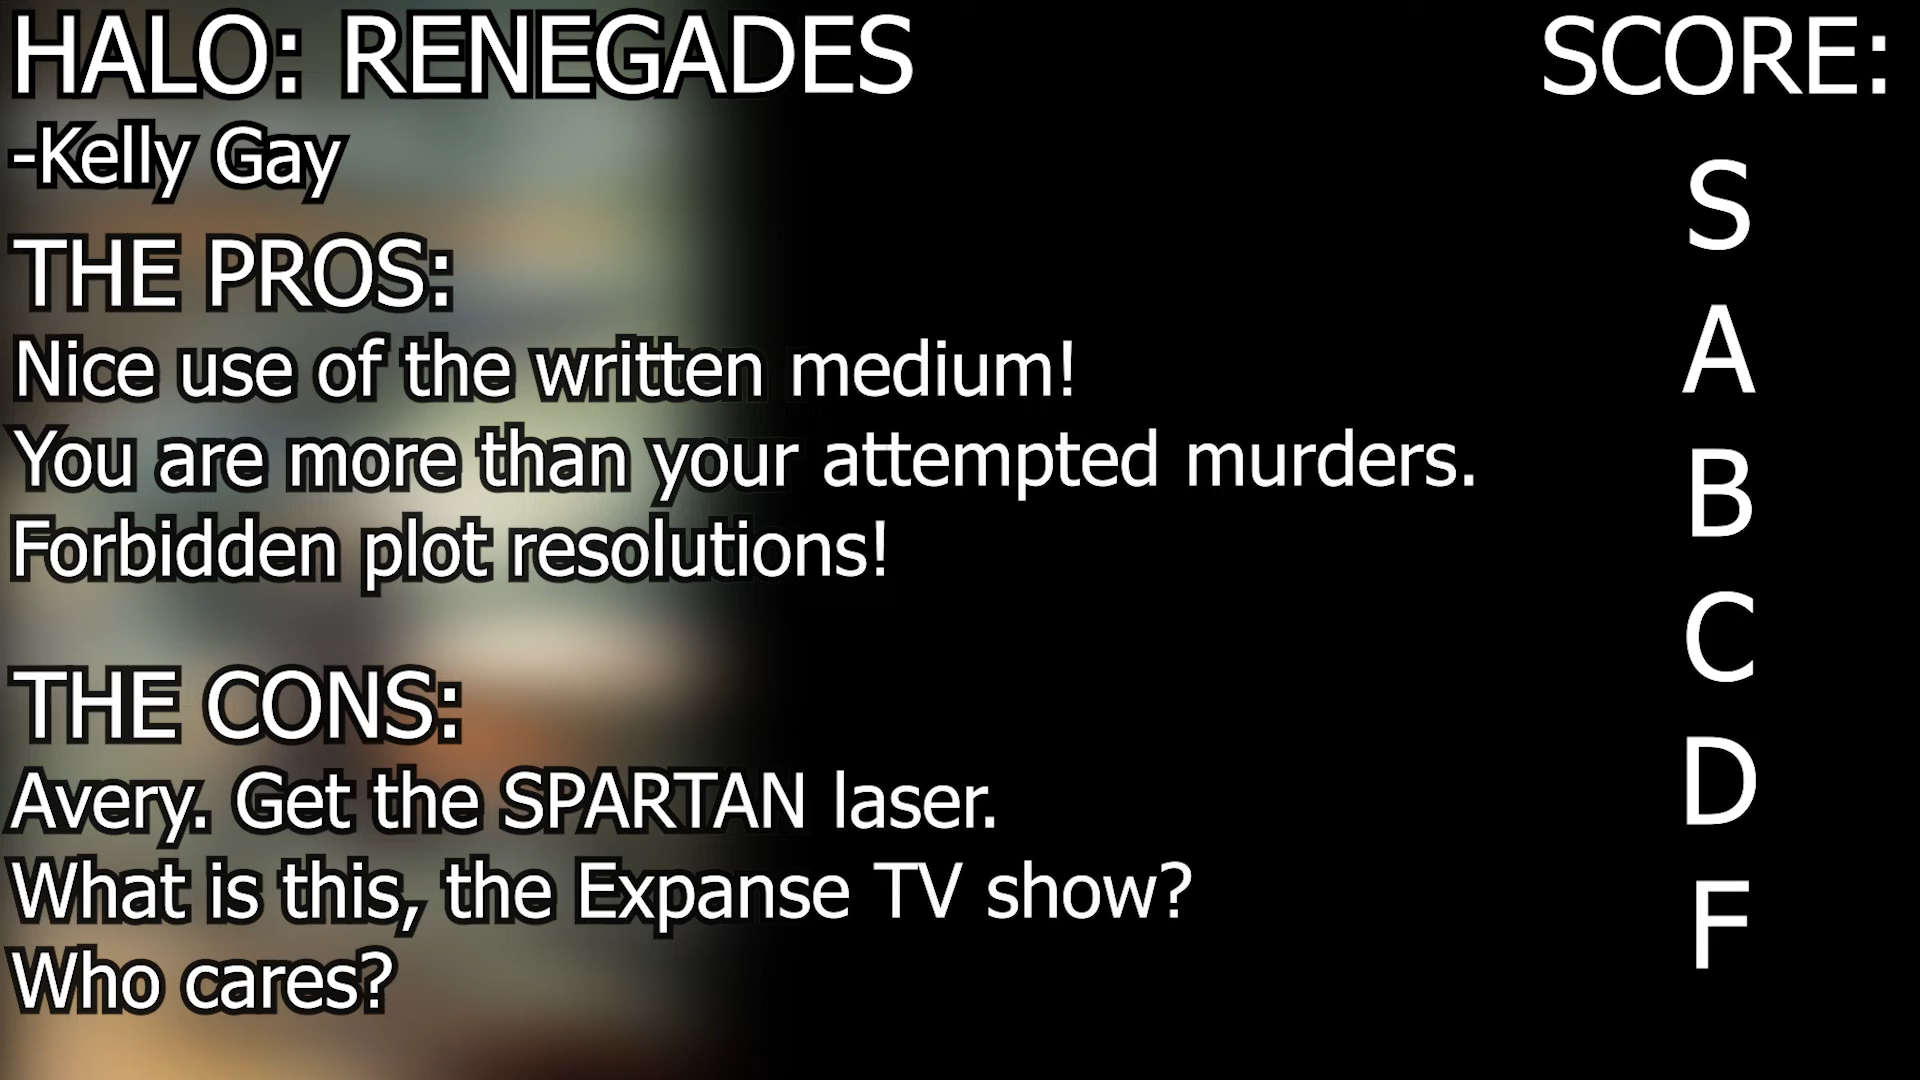 HALO: RENEGADES
-Kelly Gay
THE PROS:
Nice use of the written medium!
You are more than your attempted murders.
Forbidden plot resolutions!
THE CONS:
Avery. Get the SPARTAN laser.
What is this, the Expanse TV show?
Who cares?
SCORE:
S
A
B
C
D
F